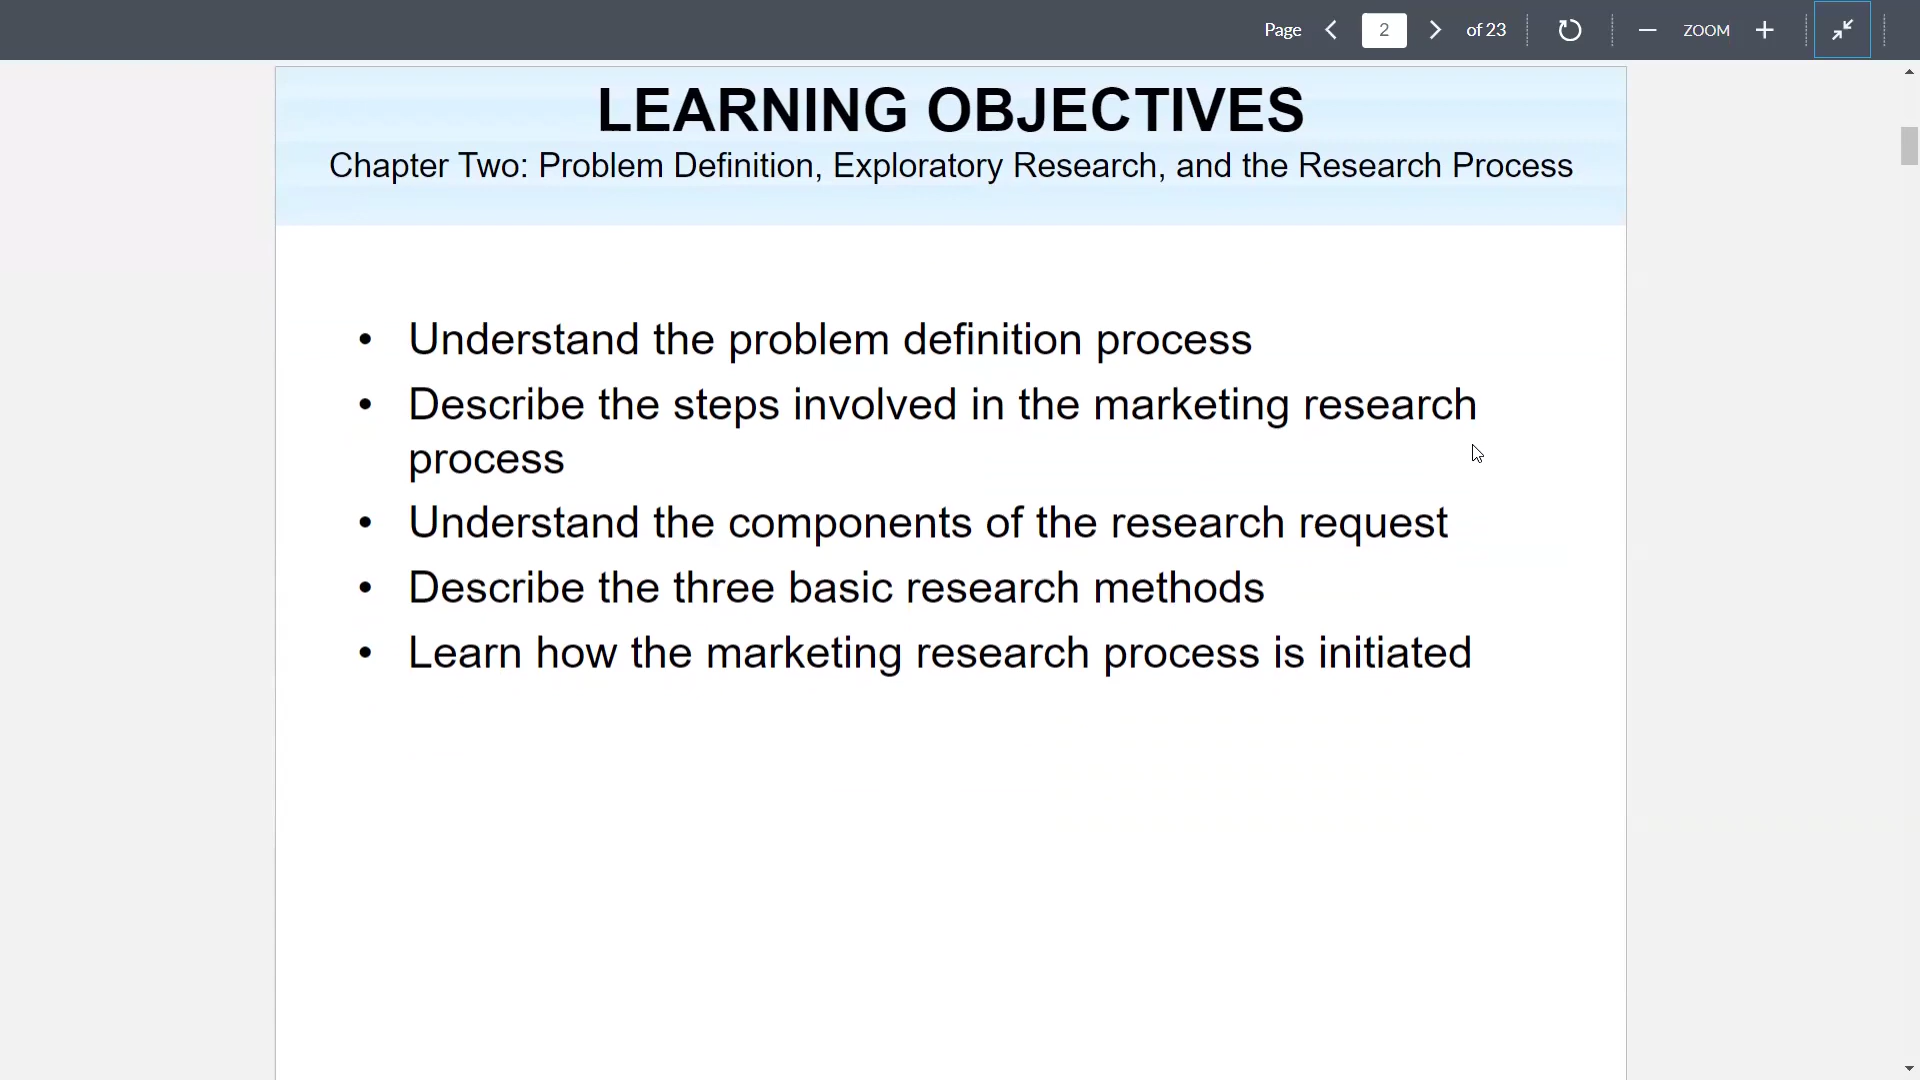 Page 2 of 23 ZOOM
LEARNING OBJECTIVES
Chapter Two: Problem Definition, Exploratory Research, and the Research Process
• Understand the problem definition process
• Describe the steps involved in the marketing research
process
• Understand the components of the research request
• Describe the three basic research methods
• Learn how the marketing research process is initiated